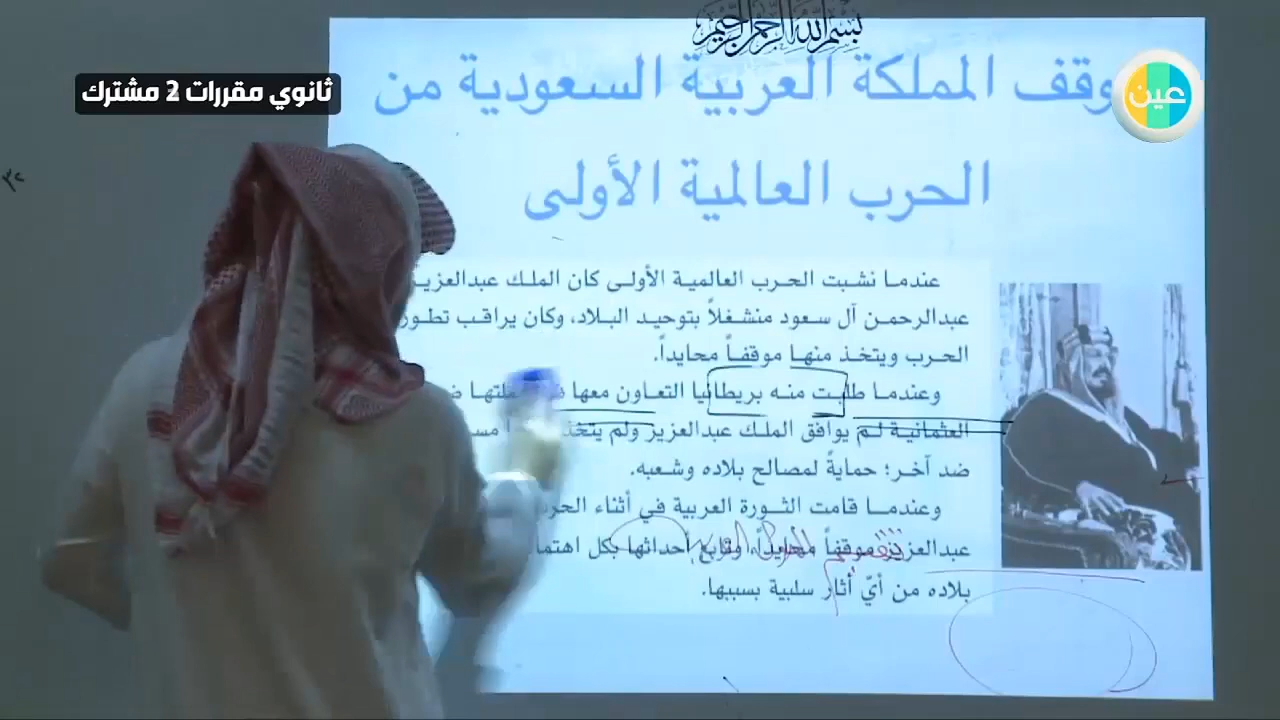 بسم الله الرحمن الرحيم
وقف المملكة العربية السعودية من
الحرب العالمية الأولى
ثانوي مقررات 2 مشترك
عين
عندما نشبت الحرب العالمية الأولى كان الملك عبدالعزيز
عبدالرحمن آل سعود منشغلاً بتوحيد البلاد، وكان يراقب تطور
الحرب ويتخذ منها موقفاً محايداً.
وعندما طلبت منه بريطانيا التعاون معها
العثمانية لم يوافق الملك عبدالعزيز ولم يتخذ
ضد آخر؛ حمايةً لمصالح بلاده وشعبه.
وعندما قامت الثورة العربية في أثناء الحرب
عبدالعزيز موقفاً محايداً، وتابع أحداثها بكل
بلاده من أيّ آثار سلبية بسببها.